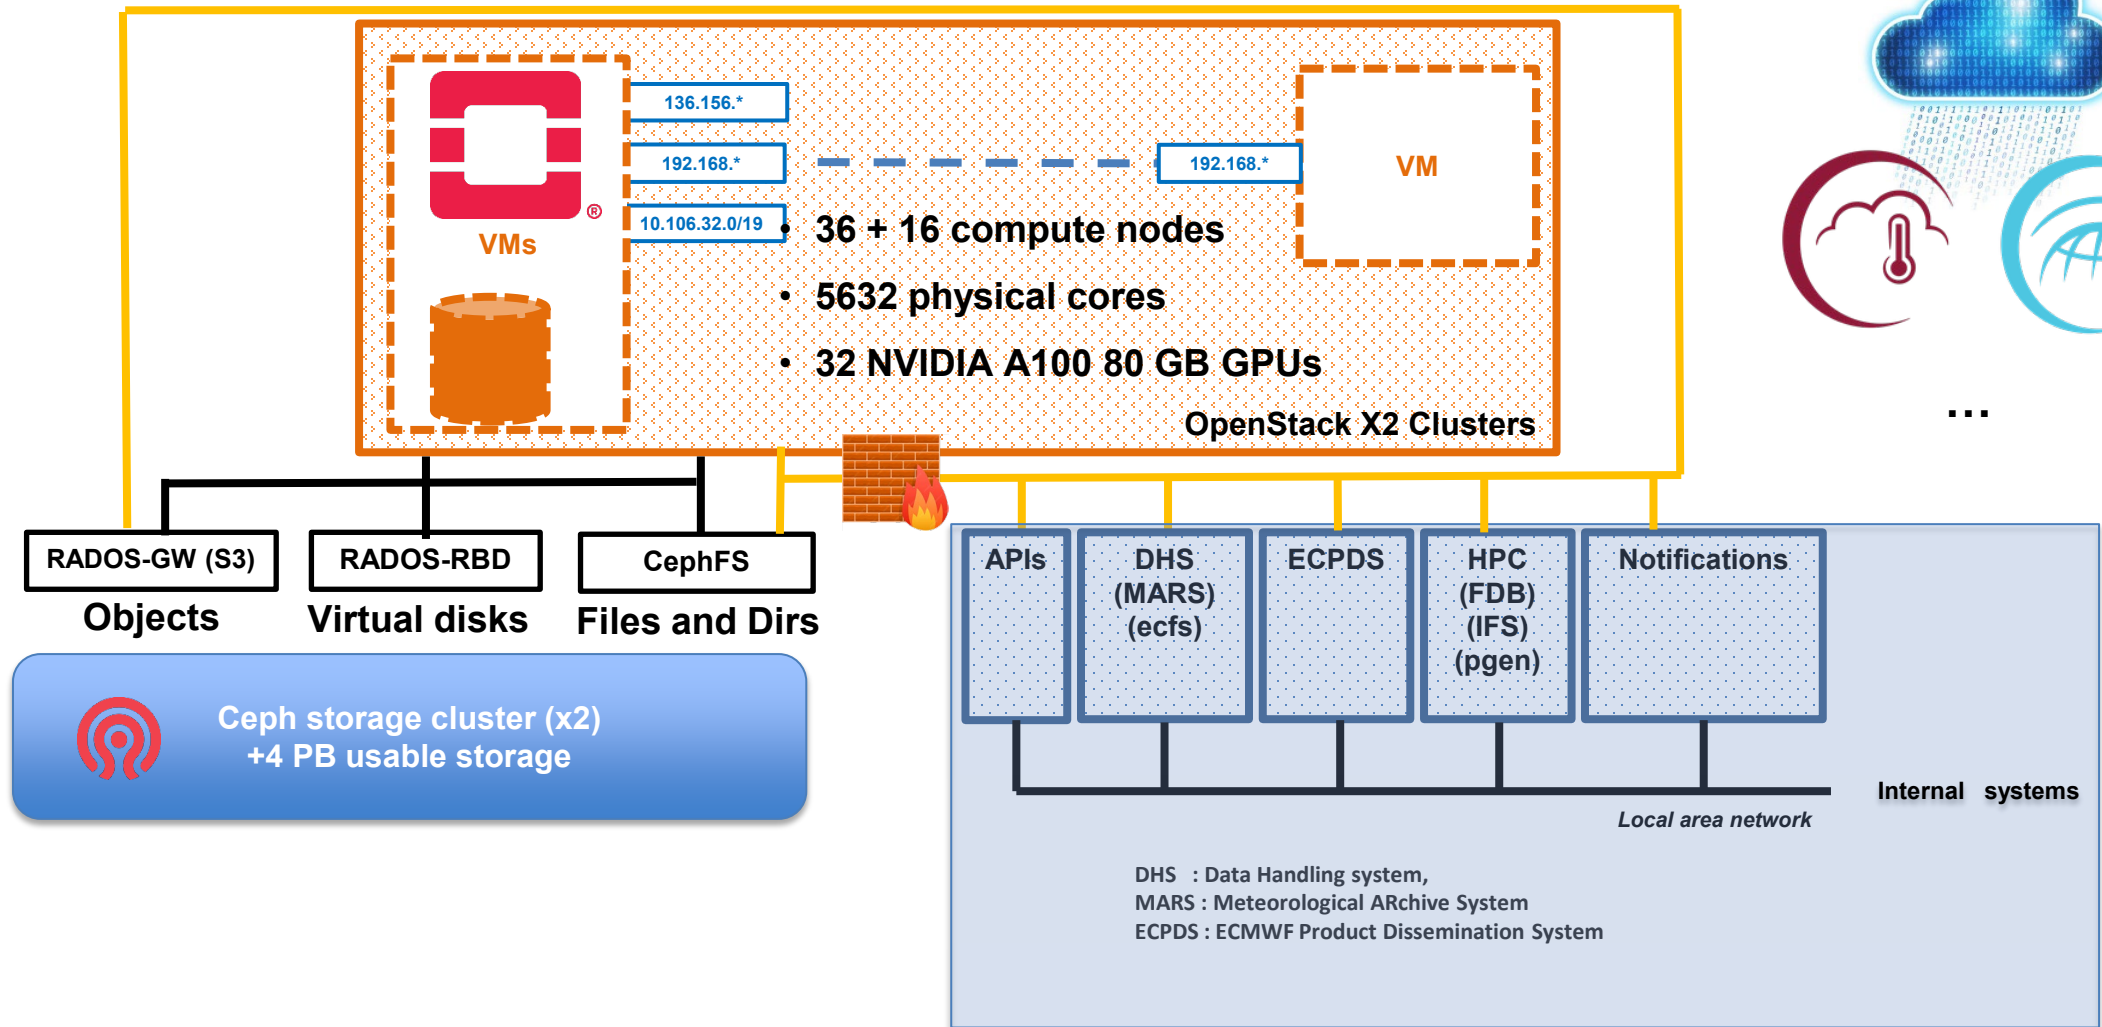 136.156.*
192.168.*
192.168.*
VM
10.106.32.0/19
®
VMs
• 36 + 16 compute nodes
• 5632 physical cores
• 32 NVIDIA A100 80 GB GPUs
OpenStack X2 Clusters
...
RADOS-GW (S3)
RADOS-RBD
CephFS
Objects
Virtual disks
Files and Dirs
Ceph storage cluster (x2)
+4 PB usable storage
APIs
DHS
(MARS)
(ecfs)
ECPDS
HPC
(FDB)
(IFS)
(pgen)
Notifications
Internal systems
Local area network
DHS : Data Handling system,
MARS : Meteorological ARchive System
ECPDS : ECMWF Product Dissemination System